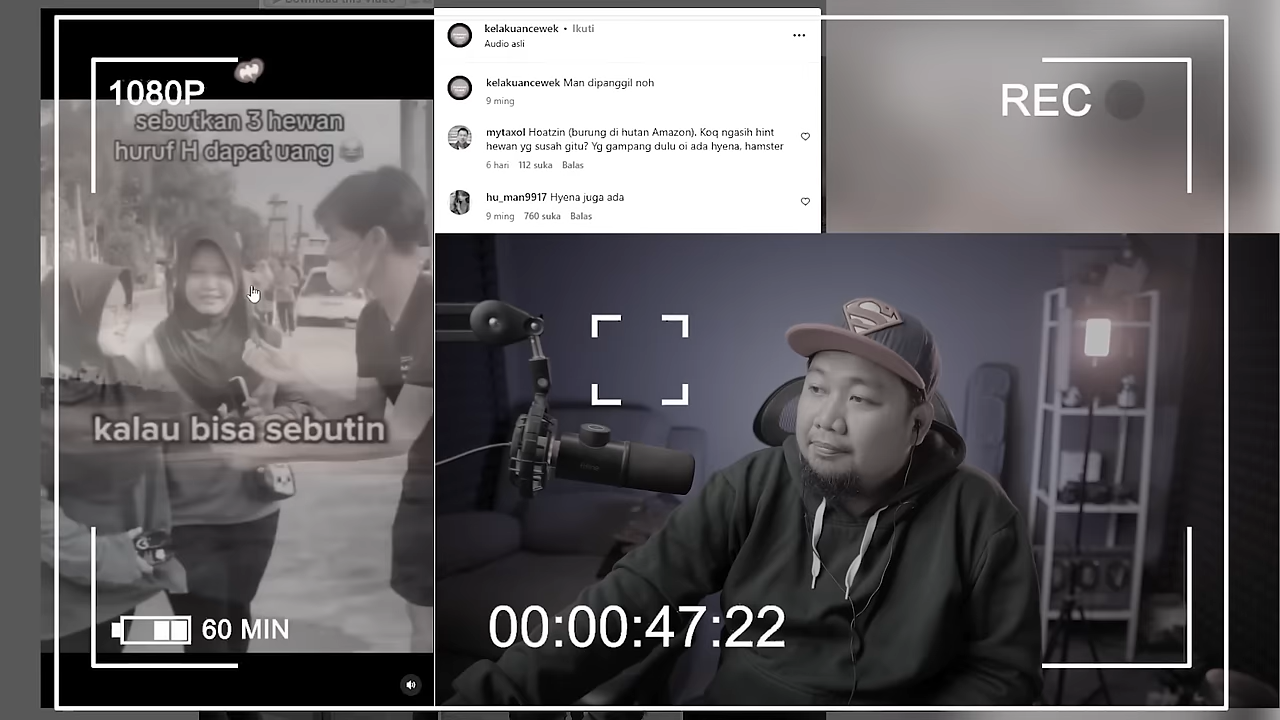 kelakuancewek • Ikuti
Audio asli
kelakuancewek Man dipanggil noh
9 ming
mytaxol Hoatzin (burung di hutan Amazon). Koq ngasih hint
hewan yg susah gitu? Yg gampang dulu oi ada hyena. hamster
6 hari 112 suka Balas
hu_man9917 Hyena juga ada
9 ming 760 suka Balas
1080P
REC
sebutkan 3 hewan
huruf H dapat uang
kalau bisa sebutin
60 MIN
00:00:47:22